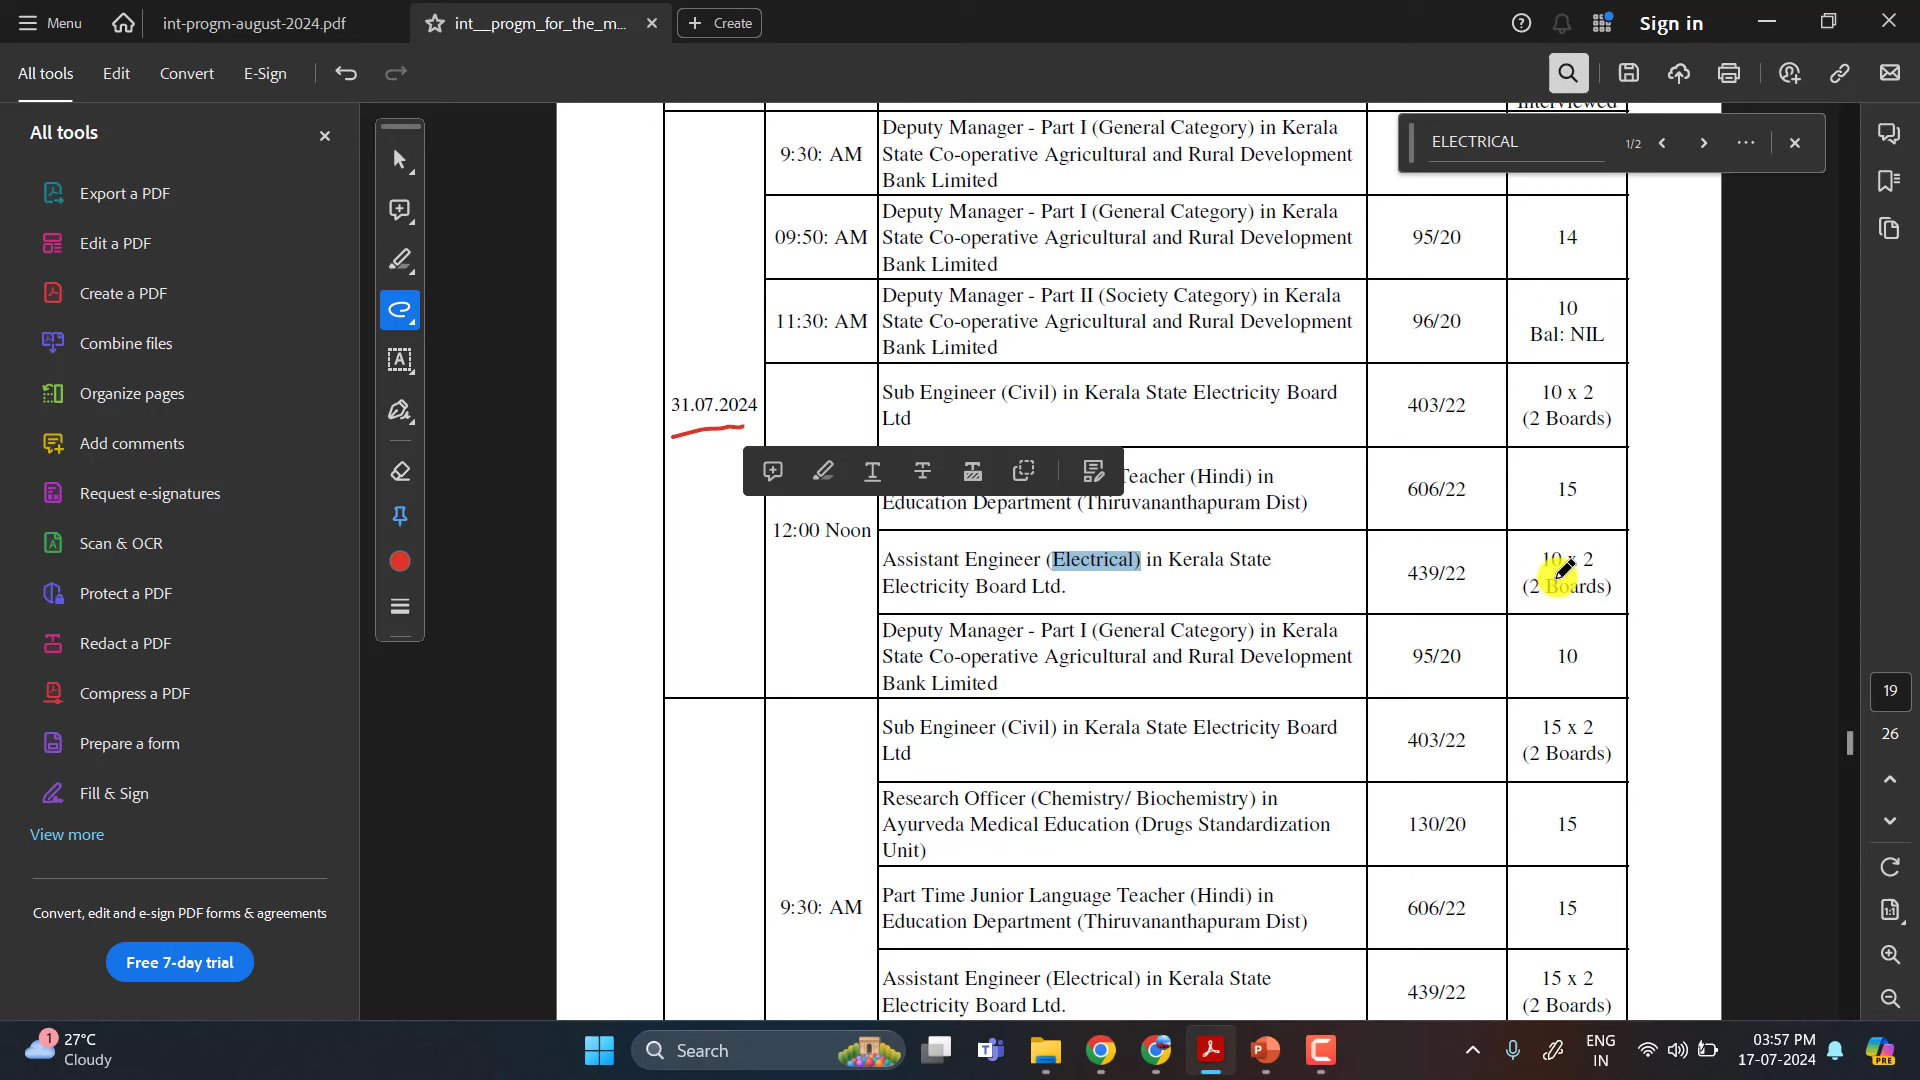 Menu
int-progm-august-2024.pdf
int__progm_for_the_m...
Create
Sign in
All tools
Edit
Convert
E-Sign
All tools
Export a PDF
Edit a PDF
Create a PDF
Combine files
Organize pages
Add comments
Request e-signatures
Scan & OCR
Protect a PDF
Redact a PDF
Compress a PDF
Prepare a form
Fill & Sign
View more
Convert, edit and e-sign PDF forms & agreements
Free 7-day trial
ELECTRICAL
1/2
Interviewed
31.07.2024
9:30: AM
Deputy Manager - Part I (General Category) in Kerala
State Co-operative Agricultural and Rural Development
Bank Limited
09:50: AM
Deputy Manager - Part I (General Category) in Kerala
State Co-operative Agricultural and Rural Development
Bank Limited
95/20
14
11:30: AM
Deputy Manager - Part II (Society Category) in Kerala
State Co-operative Agricultural and Rural Development
Bank Limited
96/20
10
Bal: NIL
12:00 Noon
Sub Engineer (Civil) in Kerala State Electricity Board
Ltd
403/22
10 x 2
(2 Boards)
Teacher (Hindi) in
Education Department (Thiruvananthapuram Dist)
606/22
15
Assistant Engineer (Electrical) in Kerala State
Electricity Board Ltd.
439/22
10 x 2
(2 Boards)
Deputy Manager - Part I (General Category) in Kerala
State Co-operative Agricultural and Rural Development
Bank Limited
95/20
10
9:30: AM
Sub Engineer (Civil) in Kerala State Electricity Board
Ltd
403/22
15 x 2
(2 Boards)
Research Officer (Chemistry/ Biochemistry) in
Ayurveda Medical Education (Drugs Standardization
Unit)
130/20
15
Part Time Junior Language Teacher (Hindi) in
Education Department (Thiruvananthapuram Dist)
606/22
15
Assistant Engineer (Electrical) in Kerala State
Electricity Board Ltd.
439/22
15 x 2
(2 Boards)
19
26
1
27°C
Cloudy
Search
ENG
IN
03:57 PM
17-07-2024
PRE